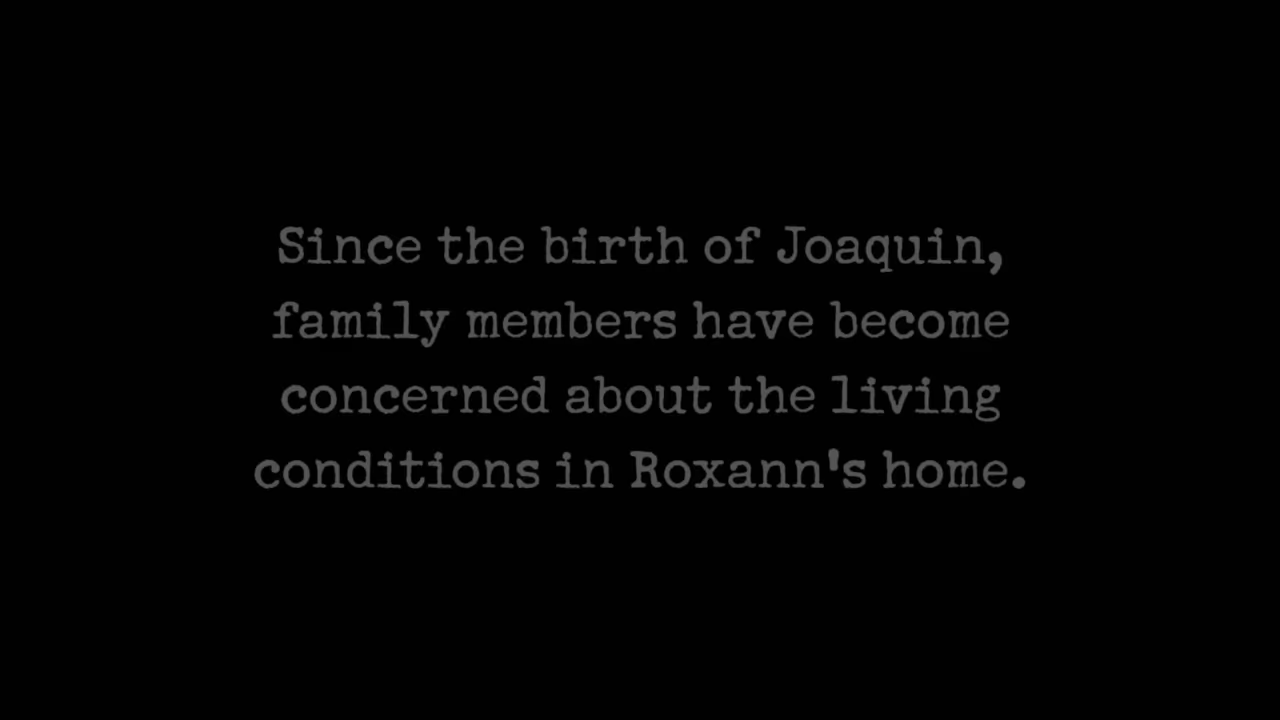 Since the birth of Joaquin,
family members have become
concerned about the living
conditions in Roxann's home.